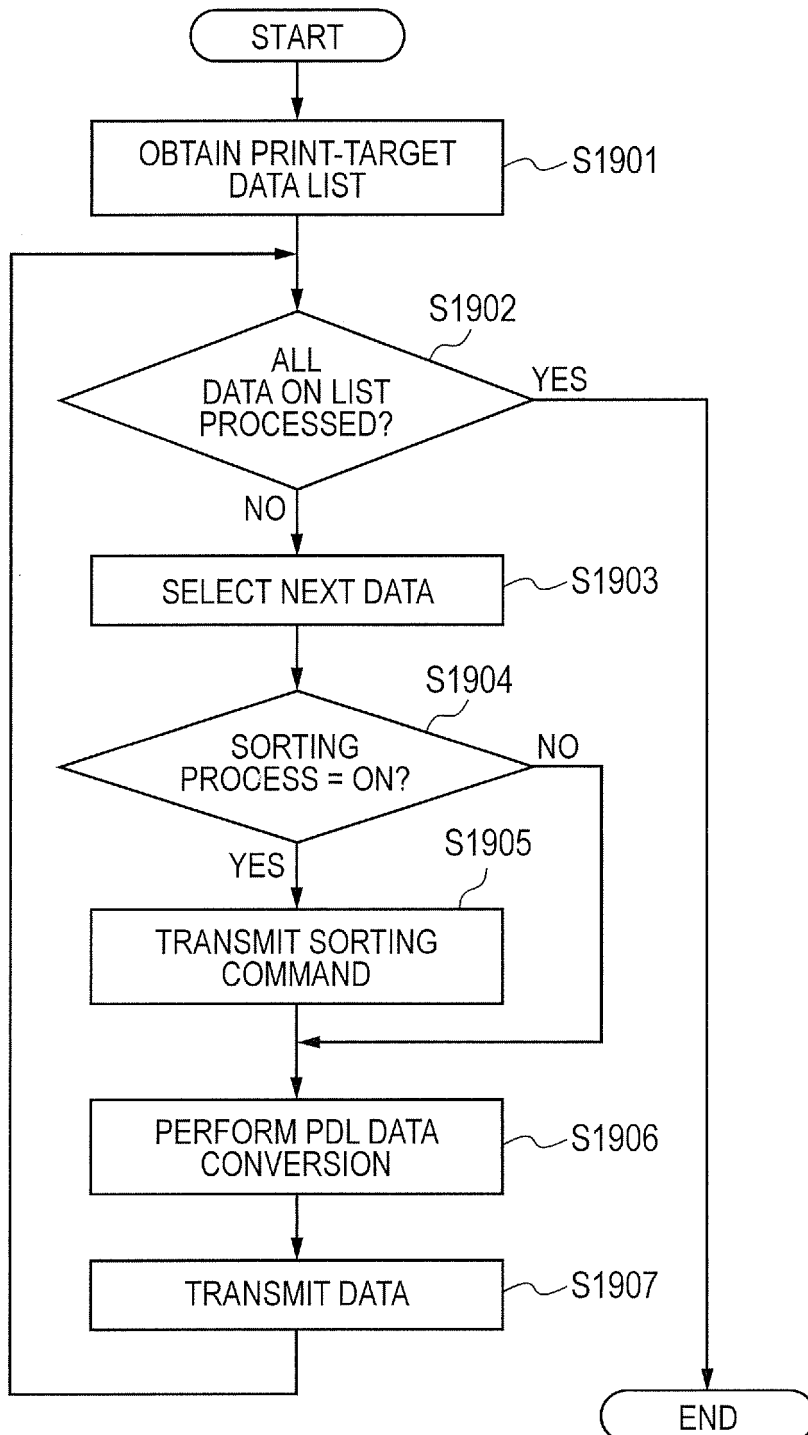 START
OBTAIN PRINT-TARGET
DATA LIST
S1901
S1902
ALL
DATA ON LIST
PROCESSED?
YES
NO
SELECT NEXT DATA
S1903
S1904
SORTING
PROCESS = ON?
NO
YES
S1905
TRANSMIT SORTING
COMMAND
PERFORM PDL DATA
CONVERSION
S1906
TRANSMIT DATA
S1907
END